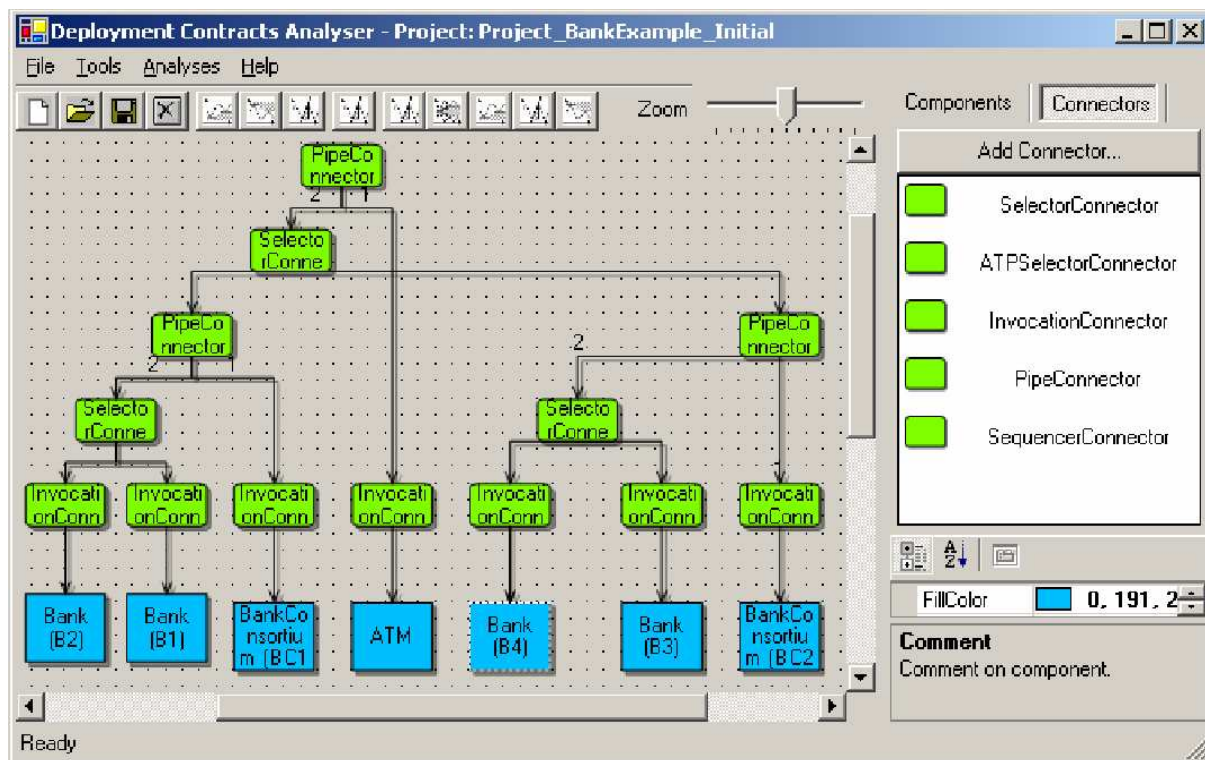 Deployment Contracts Analyser - Project: Project_BankExample_Initial
File Tools Analyses Help
Zoom
Components Connectors
Add Connector...
SelectorConnector
ATPSelectorConnector
InvocationConnector
PipeConnector
SequencerConnector
PipeCo
nnector
2 1
Selecto
rConne
PipeCo
nnector
2 1
PipeCo
nnector
2
Selecto
rConne
Selecto
rConne
Invocati
onConn
Invocati
onConn
Invocati
onConn
Invocati
onConn
Invocati
onConn
Invocati
onConn
Invocati
onConn
Bank
(B2)
Bank
(B1)
BankCo
nsortiu
m (BC1
ATM
Bank
(B4)
Bank
(B3)
BankCo
nsortiu
m (BC2
A
Z
FillColor 0, 191, 2
Comment
Comment on component.
Ready